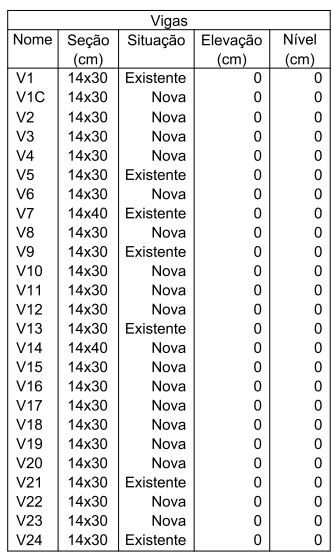 Vigas
Nome Seção Situação Elevação Nível
(cm) (cm) (cm)
V1 14x30 Existente 0 0
V1C 14x30 Nova 0 0
V2 14x30 Nova 0 0
V3 14x30 Nova 0 0
V4 14x30 Nova 0 0
V5 14x30 Existente 0 0
V6 14x30 Nova 0 0
V7 14x40 Existente 0 0
V8 14x30 Nova 0 0
V9 14x30 Existente 0 0
V10 14x30 Nova 0 0
V11 14x30 Nova 0 0
V12 14x30 Nova 0 0
V13 14x30 Existente 0 0
V14 14x40 Nova 0 0
V15 14x30 Nova 0 0
V16 14x30 Nova 0 0
V17 14x30 Nova 0 0
V18 14x30 Nova 0 0
V19 14x30 Nova 0 0
V20 14x30 Nova 0 0
V21 14x30 Existente 0 0
V22 14x30 Nova 0 0
V23 14x30 Nova 0 0
V24 14x30 Existente 0 0